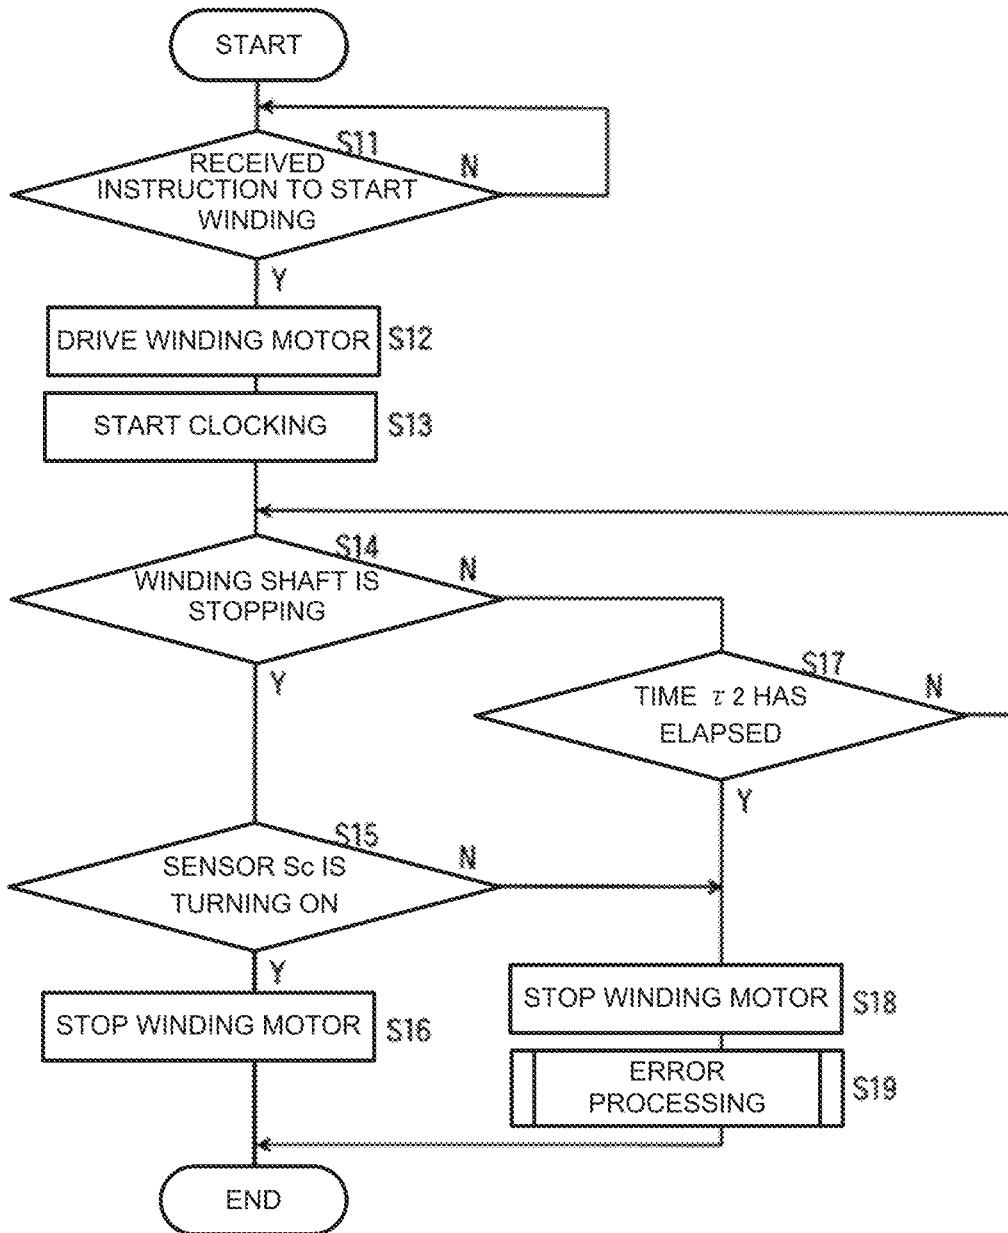 START
S11
RECEIVED
INSTRUCTION TO START
WINDING
N
Y
DRIVE WINDING MOTOR
S12
START CLOCKING
S13
S14
WINDING SHAFT IS
STOPPING
N
Y
S17
TIME τ 2 HAS
ELAPSED
N
Y
S15
SENSOR Sc IS
TURNING ON
N
Y
STOP WINDING MOTOR
S16
STOP WINDING MOTOR
S18
ERROR
PROCESSING
S19
END